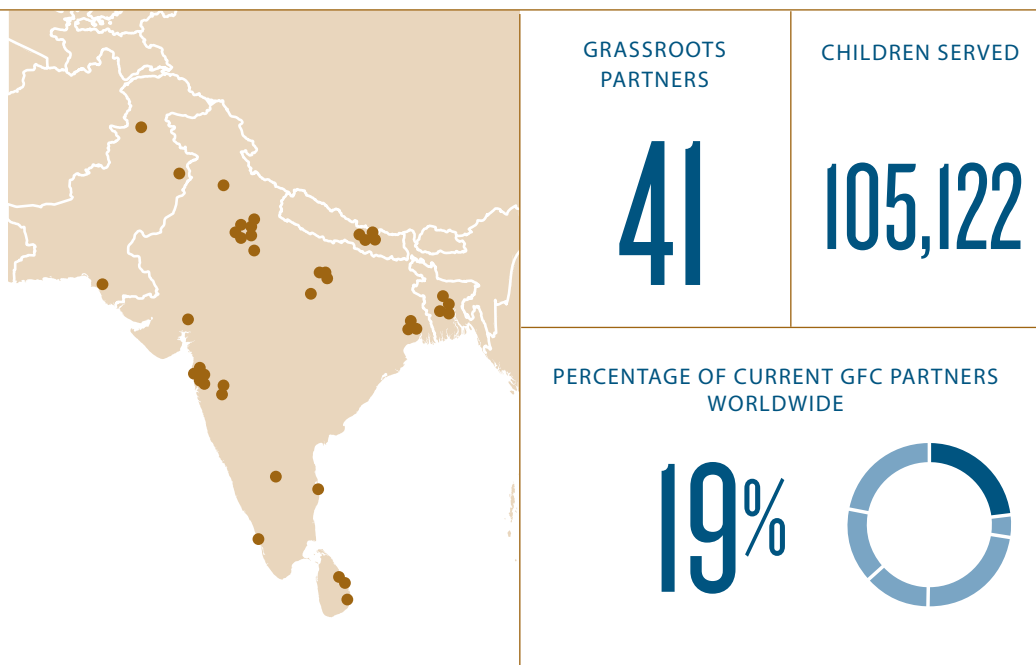 GRASSROOTS
PARTNERS
41
CHILDREN SERVED
105,122
PERCENTAGE OF CURRENT GFC PARTNERS
WORLDWIDE
19%